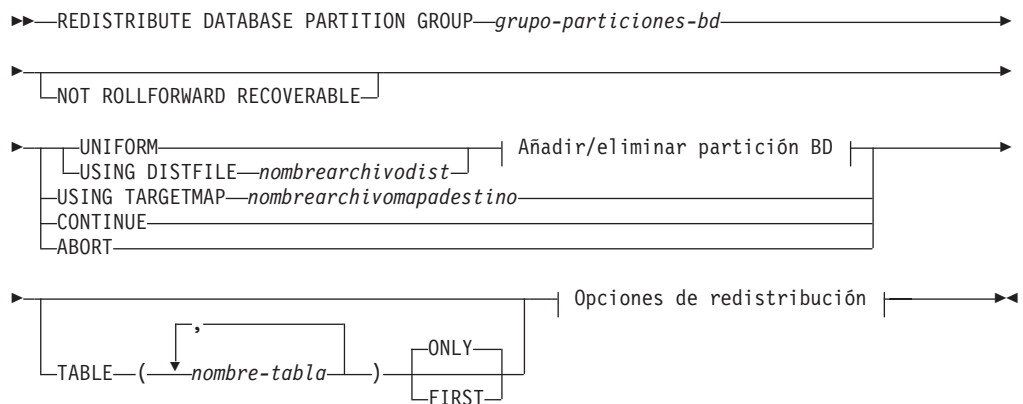 REDISTRIBUTE DATABASE PARTITION GROUP grupo-particiones-bd
NOT ROLLFORWARD RECOVERABLE
UNIFORM Añadir/eliminar partición BD
USING DISTFILE nombrearchivodist
USING TARGETMAP nombrearchivomapadestino
CONTINUE
ABORT
Opciones de redistribución
,
ONLY
TABLE ( nombre-tabla )
FIRST